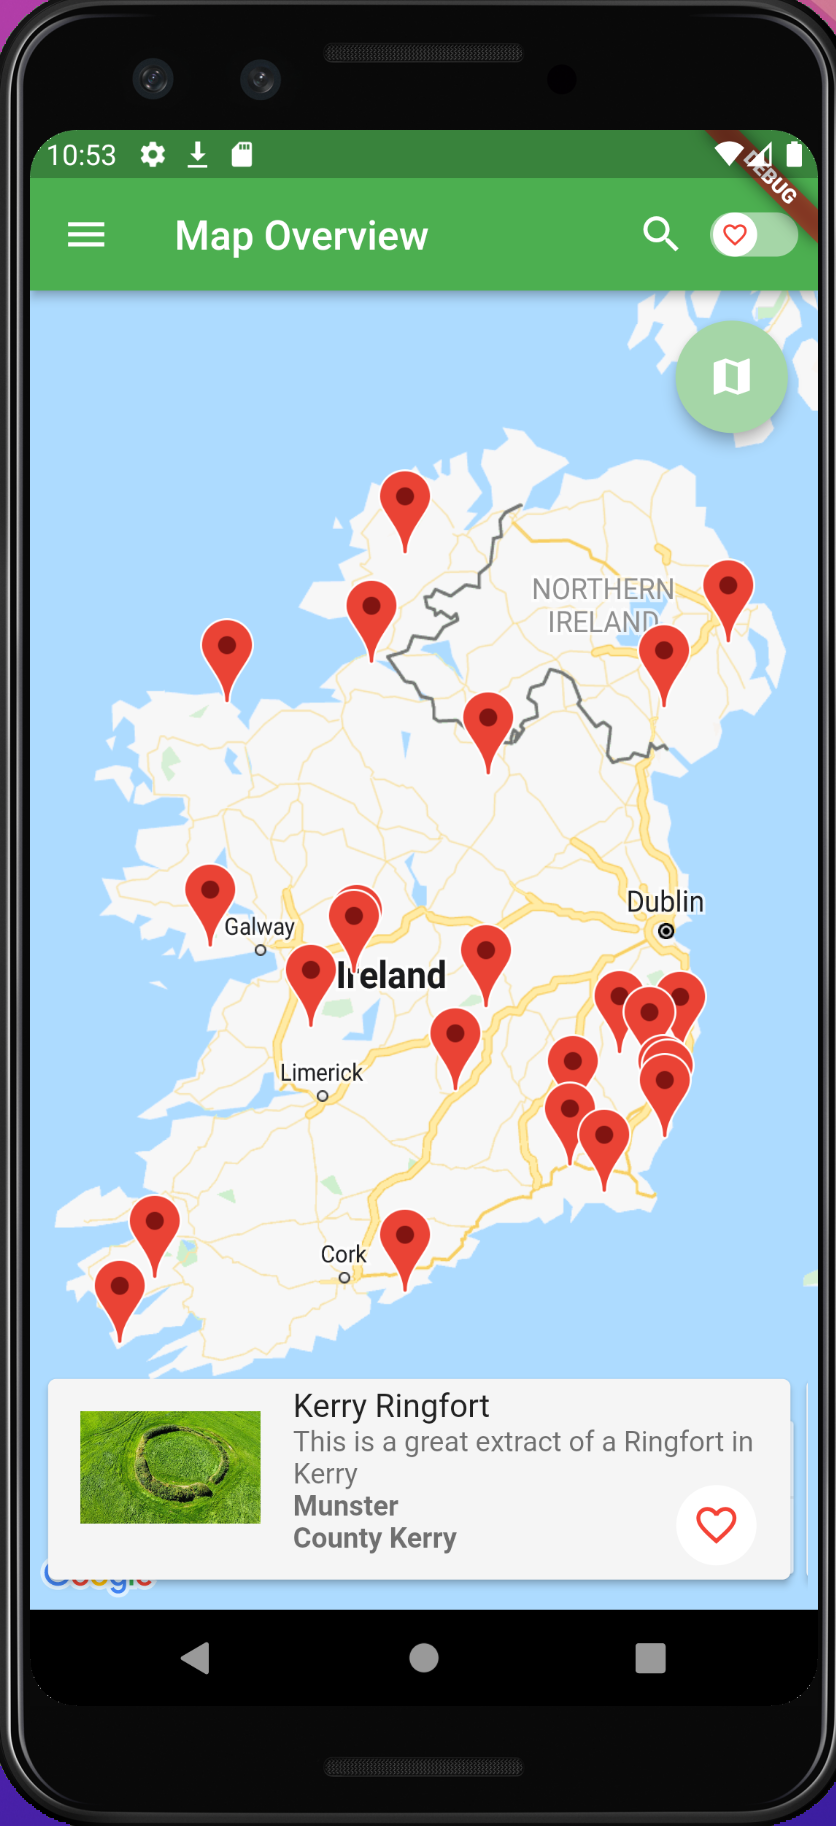 10:53
DEBUG
Map Overview
NORTHERN
IRELAND
Dublin
Galway
Ireland
Limerick
Cork
Kerry Ringfort
This is a great extract of a Ringfort in
Kerry
Munster
County Kerry
Google